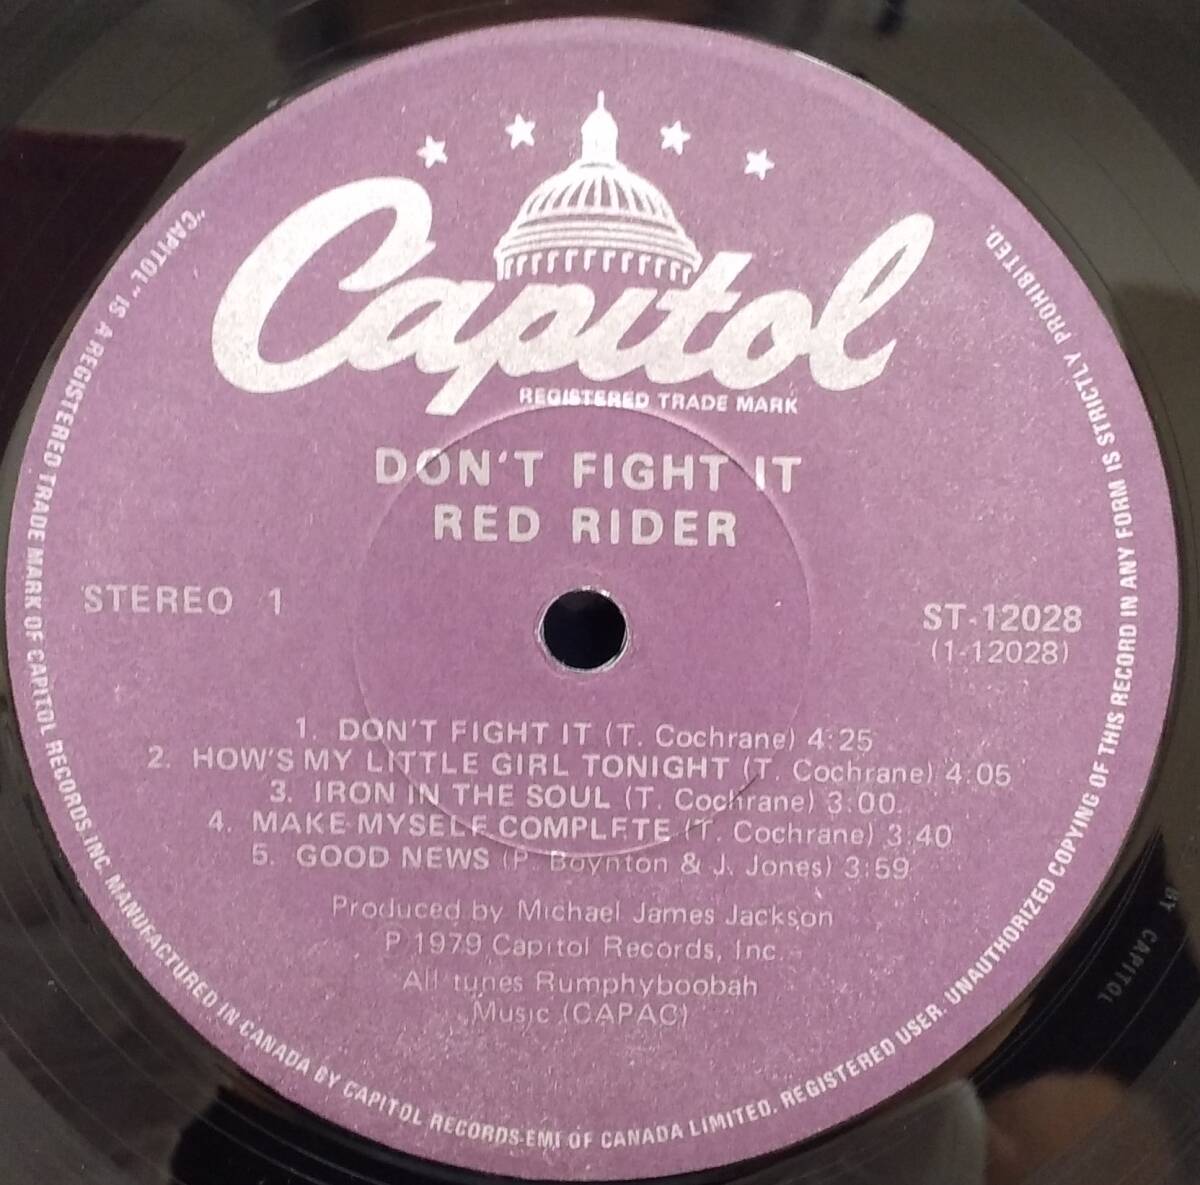 Capitol
REGISTERED TRADE MARK
DON'T FIGHT IT
RED RIDER
STEREO 1
ST-12028
(1-12028)
1. DON'T FIGHT IT (T. Cochrane) 4:25
2. HOW'S MY LITTLE GIRL TONIGHT (T. Cochrane) 4:05
3. IRON IN THE SOUL (T. Cochrane) 3:00
4. MAKE MYSELF COMPLETE (T. Cochrane) 3:40
5. GOOD NEWS (P. Boynton & J. Jones) 3:59
Produced by Michael James Jackson
P 1979 Capitol Records, Inc.
All tunes Rumphyboobah
Music (CAPAC)
"CAPITOL" IS A REGISTERED TRADE MARK OF CAPITOL RECORDS INC. MANUFACTURED IN CANADA BY CAPITOL RECORDS-EMI OF CANADA LIMITED. REGISTERED USER. UNAUTHORIZED COPYING OF THIS RECORD IN ANY FORM IS STRICTLY PROHIBITED.
BY CAPITOL